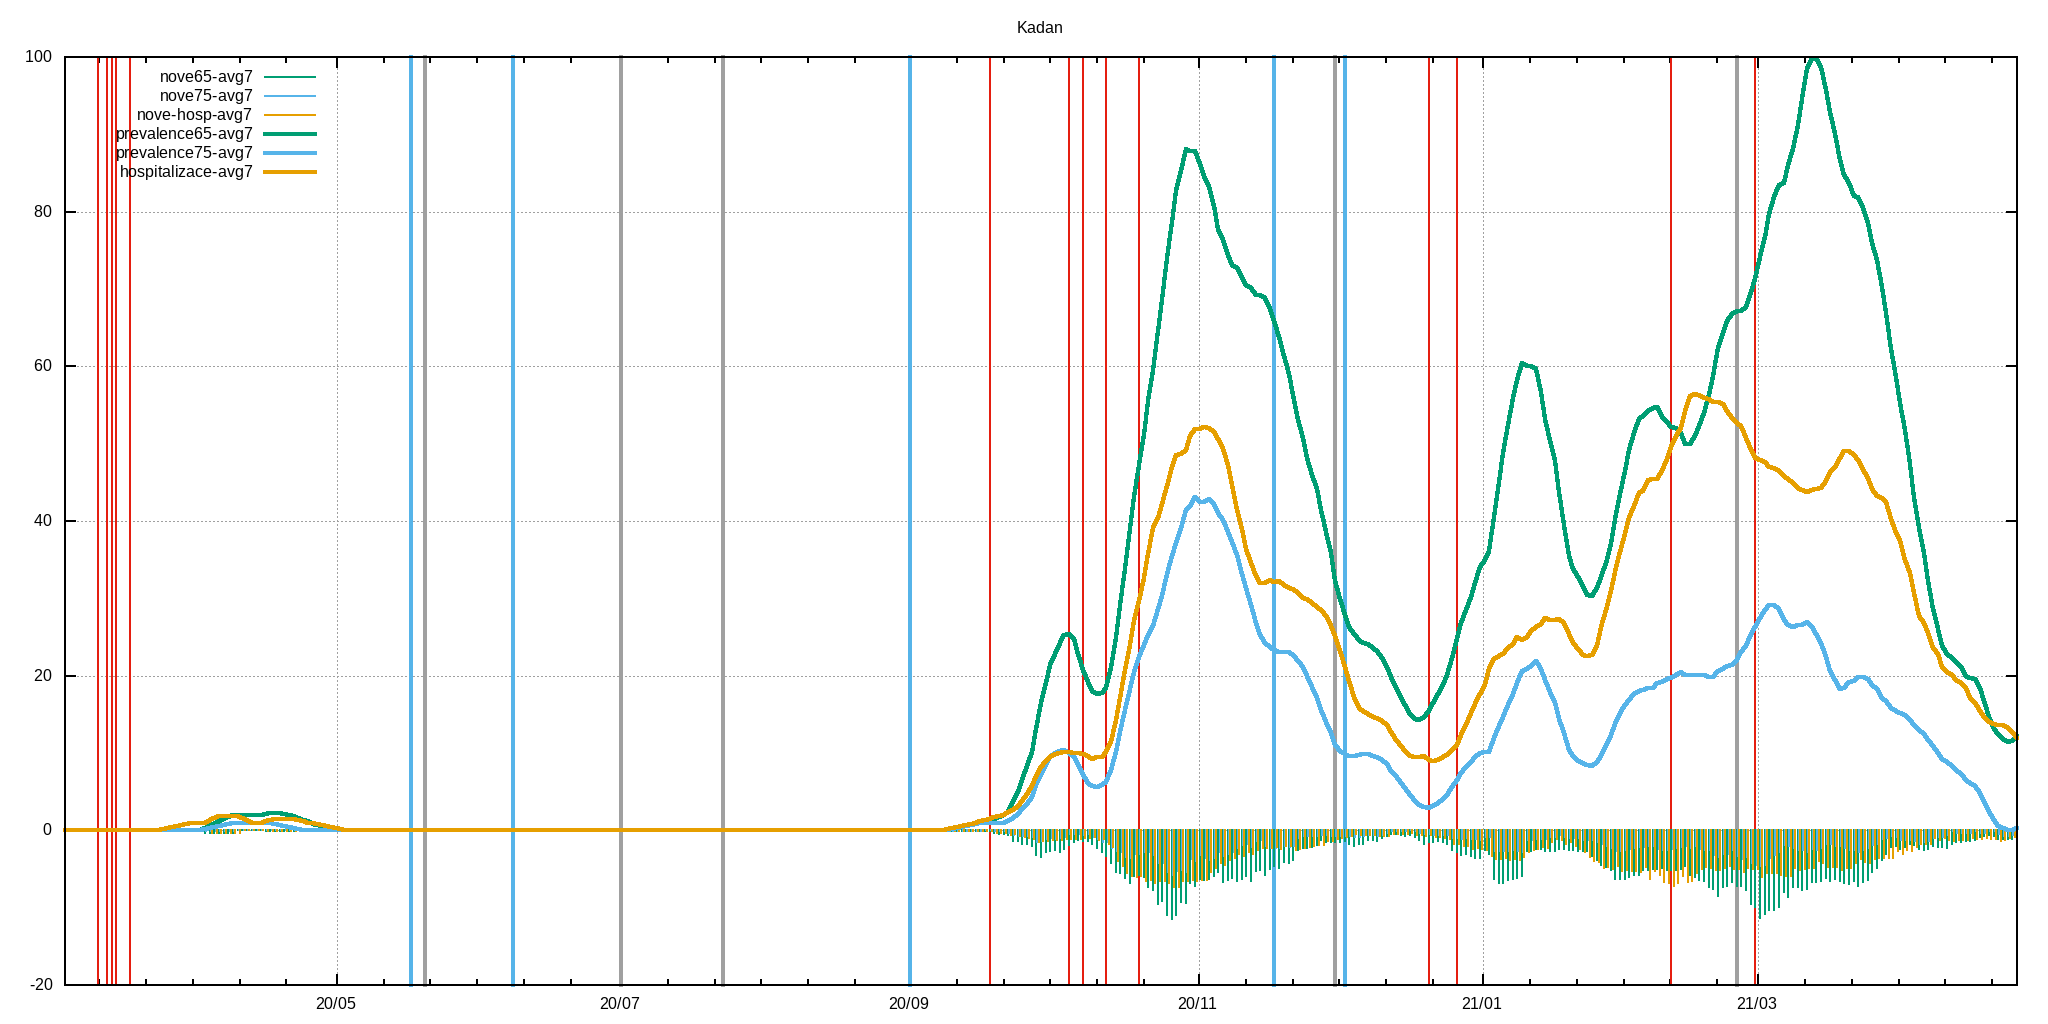 Kadan
100
nove65-avg7
nove75-avg7
nove-hosp-avg7
prevalence65-avg7
prevalence75-avg7
hospitalizace-avg7
80
60
40
20
0
-20
20/05 20/07 20/09 20/11 21/01 21/03